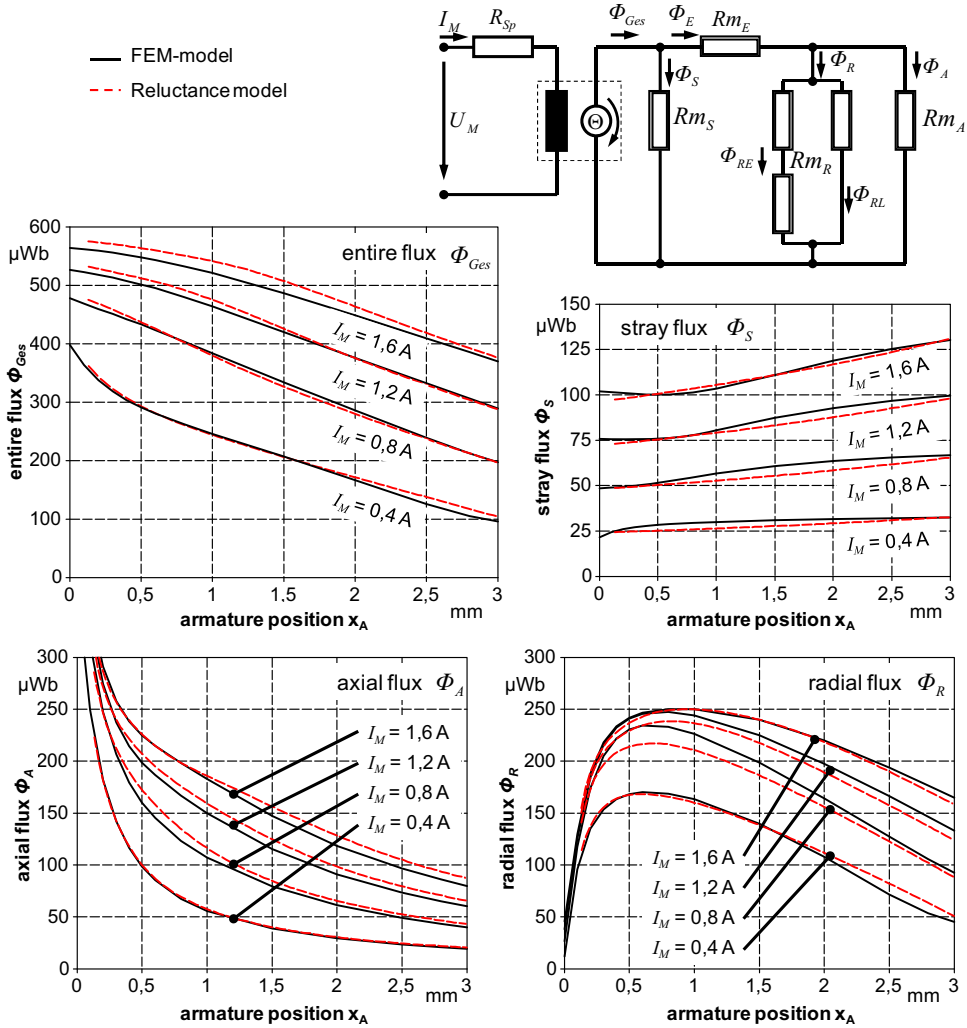 FEM-model
Reluctance model
I_M
R_Sp
U_M
Θ
Φ_Ges
Φ_E
Rm_E
Φ_S
Rm_S
Φ_R
Φ_A
Rm_A
Φ_RE
Rm_R
Φ_RL
entire flux Φ_Ges
600
µWb
500
400
300
200
100
0
entire flux Φ_Ges
I_M = 1,6 A
I_M = 1,2 A
I_M = 0,8 A
I_M = 0,4 A
0 0,5 1 1,5 2 2,5 3
mm
armature position x_A
stray flux Φ_S
150
µWb
125
100
75
50
25
0
stray flux Φ_S
I_M = 1,6 A
I_M = 1,2 A
I_M = 0,8 A
I_M = 0,4 A
0 0,5 1 1,5 2 2,5 3
mm
armature position x_A
axial flux Φ_A
300
µWb
250
200
150
100
50
0
axial flux Φ_A
I_M = 1,6 A
I_M = 1,2 A
I_M = 0,8 A
I_M = 0,4 A
0 0,5 1 1,5 2 2,5 3
mm
armature position x_A
radial flux Φ_R
300
µWb
250
200
150
100
50
0
radial flux Φ_R
I_M = 1,6 A
I_M = 1,2 A
I_M = 0,8 A
I_M = 0,4 A
0 0,5 1 1,5 2 2,5 3
mm
armature position x_A